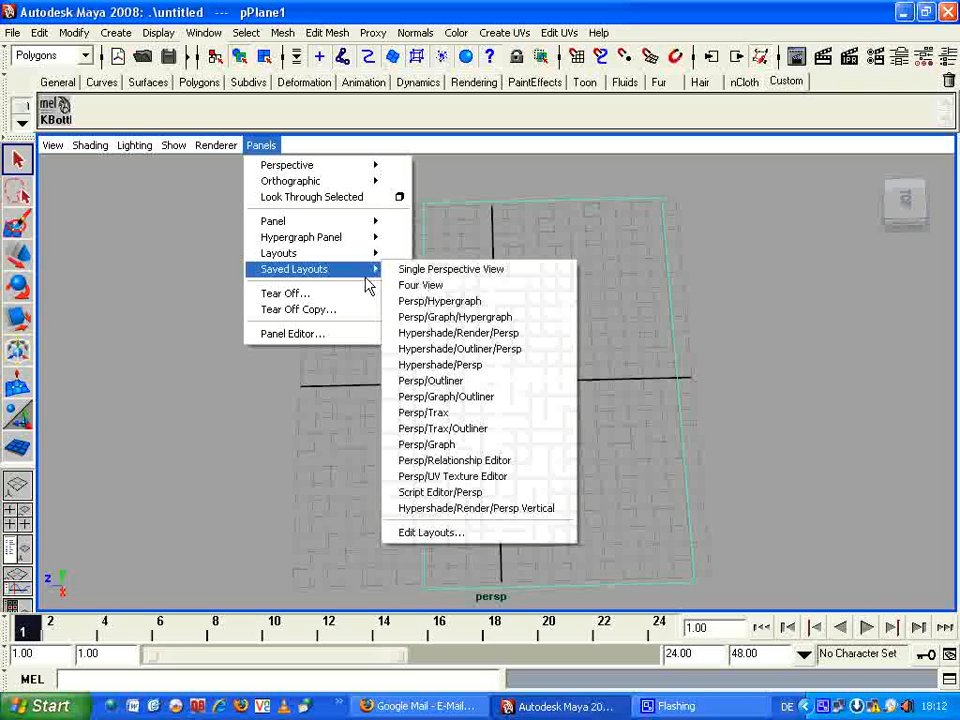 Autodesk Maya 2008: .\untitled --- pPlane1
File Edit Modify Create Display Window Select Mesh Edit Mesh Proxy Normals Color Create UVs Edit UVs Help
Polygons
General Curves Surfaces Polygons Subdivs Deformation Animation Dynamics Rendering PaintEffects Toon Fluids Fur Hair nCloth Custom
mel
KBottl
View Shading Lighting Show Renderer Panels
Perspective
Orthographic
Look Through Selected
Panel
Hypergraph Panel
Layouts
Saved Layouts
Tear Off...
Tear Off Copy...
Panel Editor...
Single Perspective View
Four View
Persp/Hypergraph
Persp/Graph/Hypergraph
Hypershade/Render/Persp
Hypershade/Outliner/Persp
Hypershade/Persp
Persp/Outliner
Persp/Graph/Outliner
Persp/Trax
Persp/Trax/Outliner
Persp/Graph
Persp/Relationship Editor
Persp/UV Texture Editor
Script Editor/Persp
Hypershade/Render/Persp Vertical
Edit Layouts...
TOP
z y x
persp
1 2 4 6 8 10 12 14 16 18 20 22 24 1.00
1.00 1.00 24.00 48.00 No Character Set
MEL
Start Google Mail - E-Mai... Autodesk Maya 20... Flashing DE 18:12